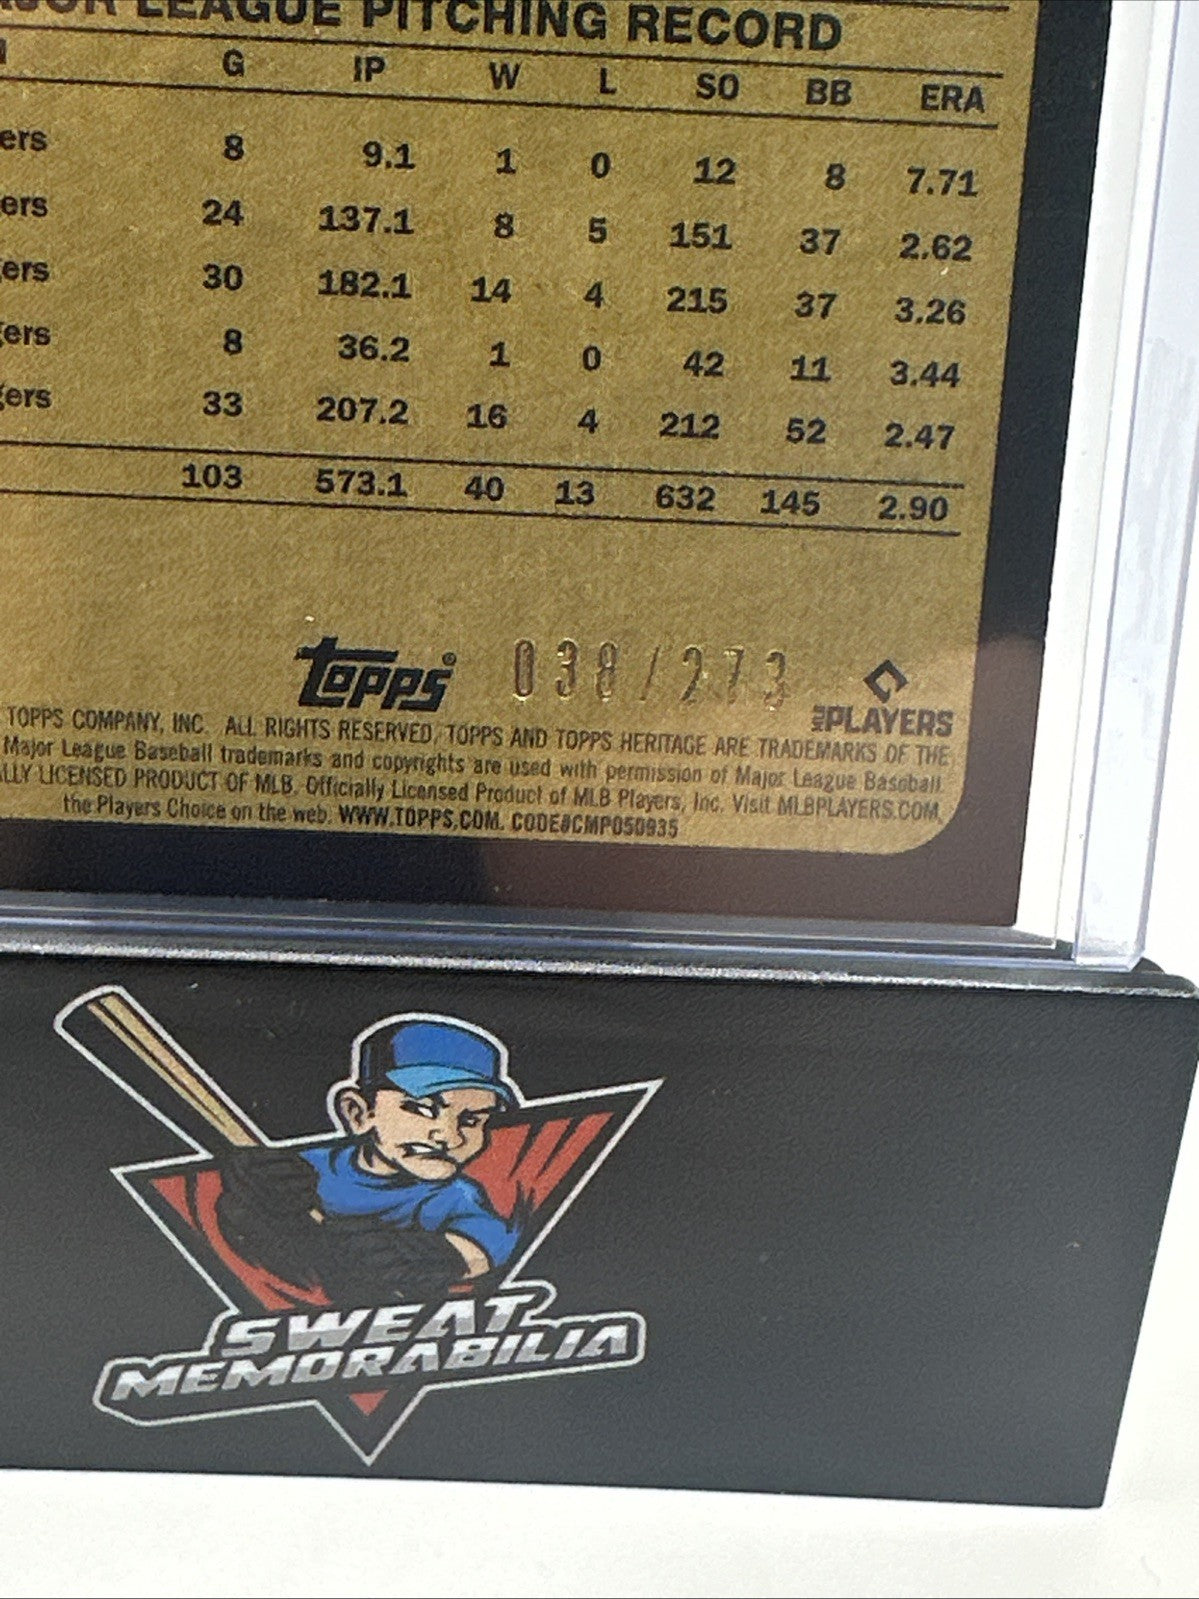 LEAGUE PITCHING RECORD
G IP W L SO BB ERA
ers 8 9.1 1 0 12 8 7.71
ers 24 137.1 8 5 151 37 2.62
ers 30 182.1 14 4 215 37 3.26
gers 8 36.2 1 0 42 11 3.44
gers 33 207.2 16 4 212 52 2.47
103 573.1 40 13 632 145 2.90
topps® 038/273 MLB PLAYERS
TOPPS COMPANY, INC. ALL RIGHTS RESERVED, TOPPS AND TOPPS HERITAGE ARE TRADEMARKS OF THE
Major League Baseball trademarks and copyrights are used with permission of Major League Baseball
LLY LICENSED PRODUCT OF MLB. Officially Licensed Product of MLB Players, Inc. Visit MLBPLAYERS.COM,
the Players Choice on the web. WWW.TOPPS.COM. CODE#CMP050935
SWEAT
MEMORABILIA